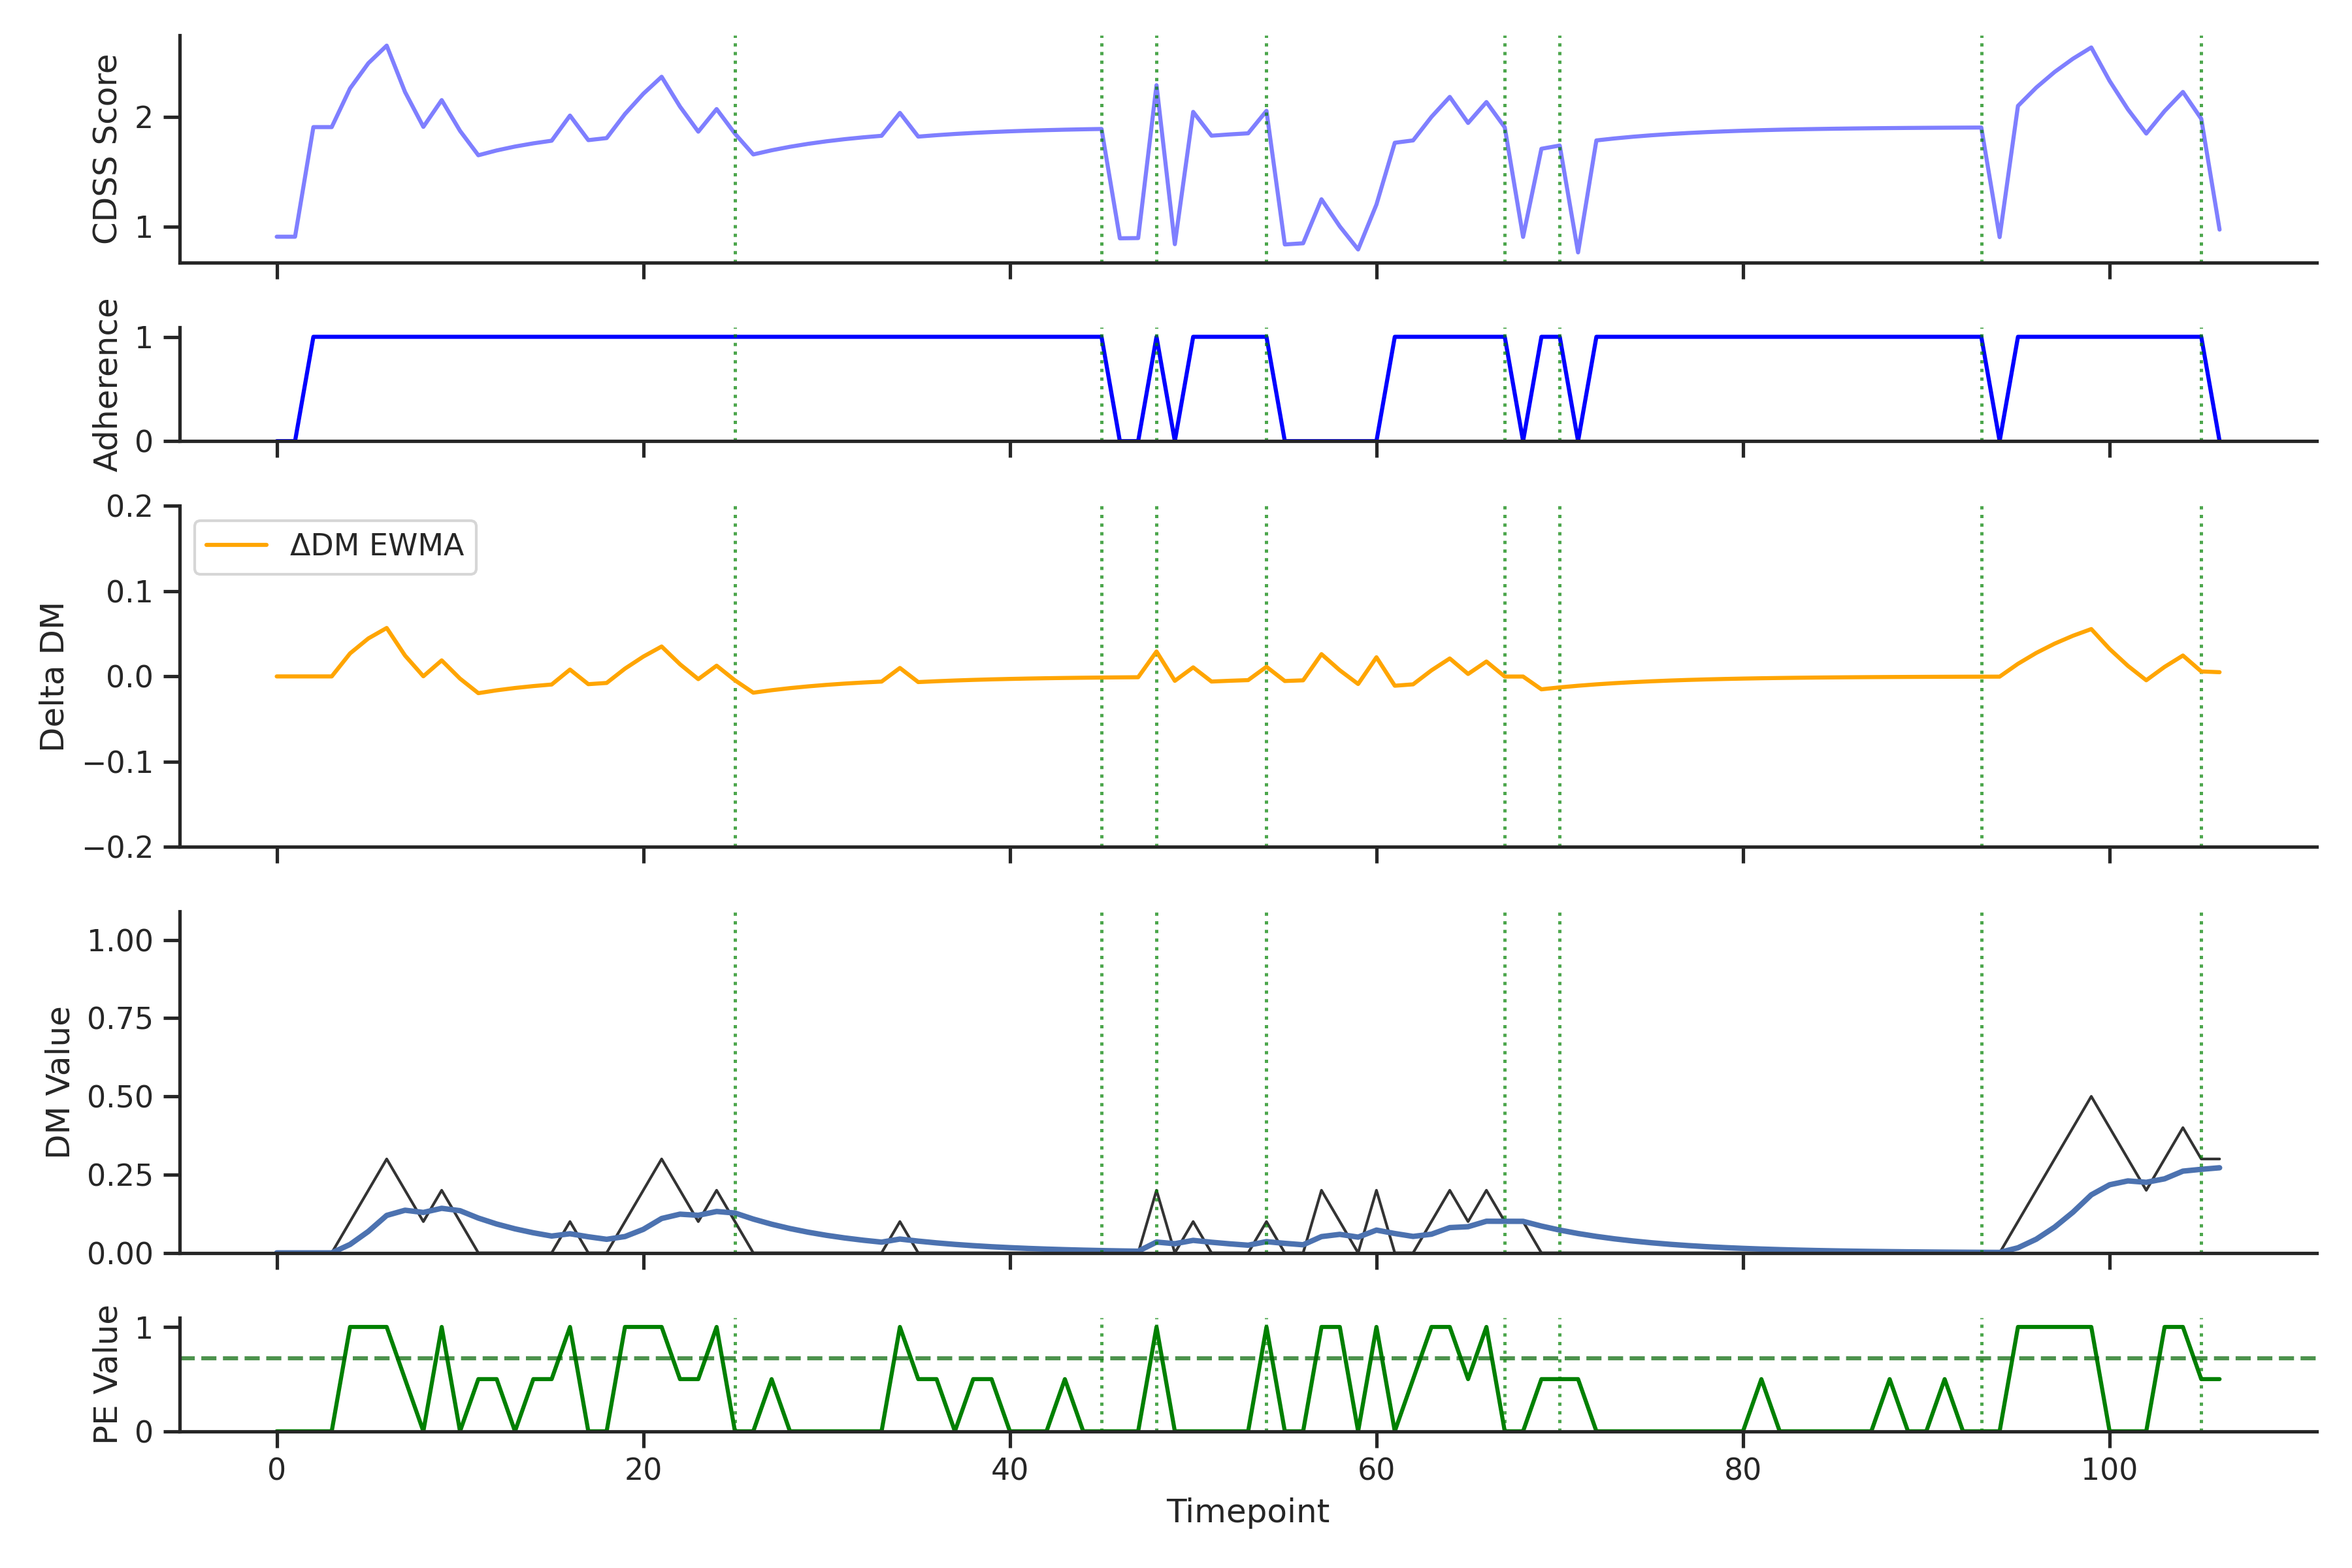 CDSS Score
2
1
Adherence
1
0
Delta DM
0.2
0.1
0.0
−0.1
−0.2
ΔDM EWMA
DM Value
1.00
0.75
0.50
0.25
0.00
PE Value
1
0
0 20 40 60 80 100
Timepoint